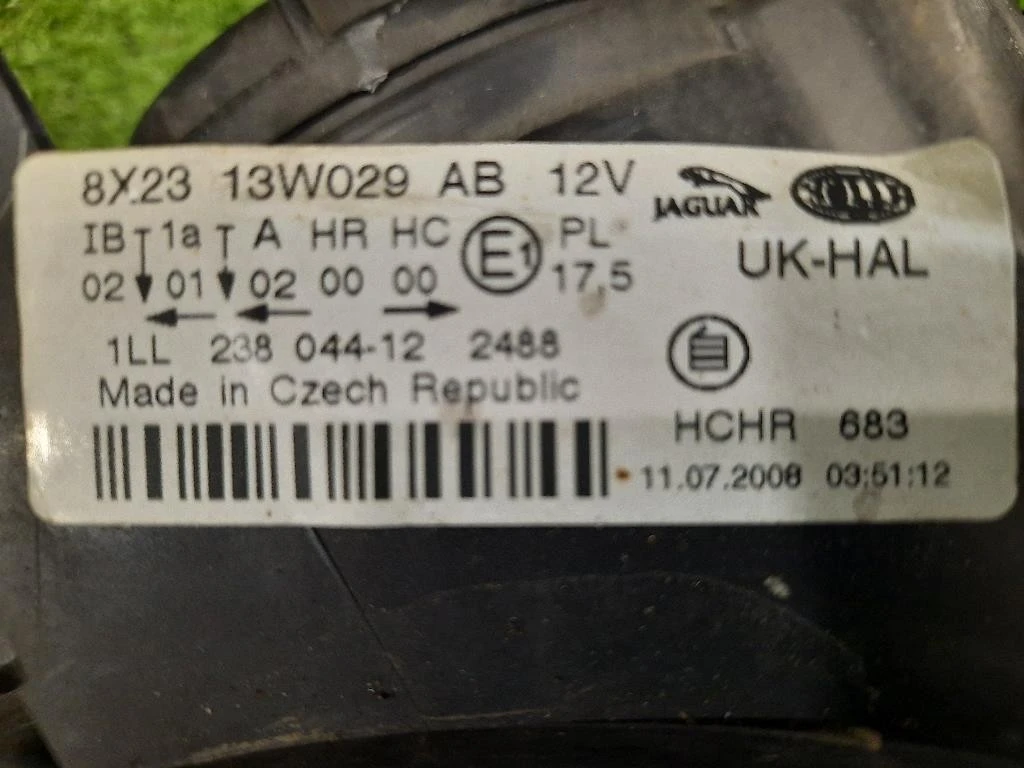 8X23 13W029 AB 12V
JAGUAR
IB 1a A HR HC E1 PL
02 01 02 00 00 17,5
UK-HAL
1LL 238 044-12 2488
Made in Czech Republic
HCHR 683
11.07.2008 03:51:12